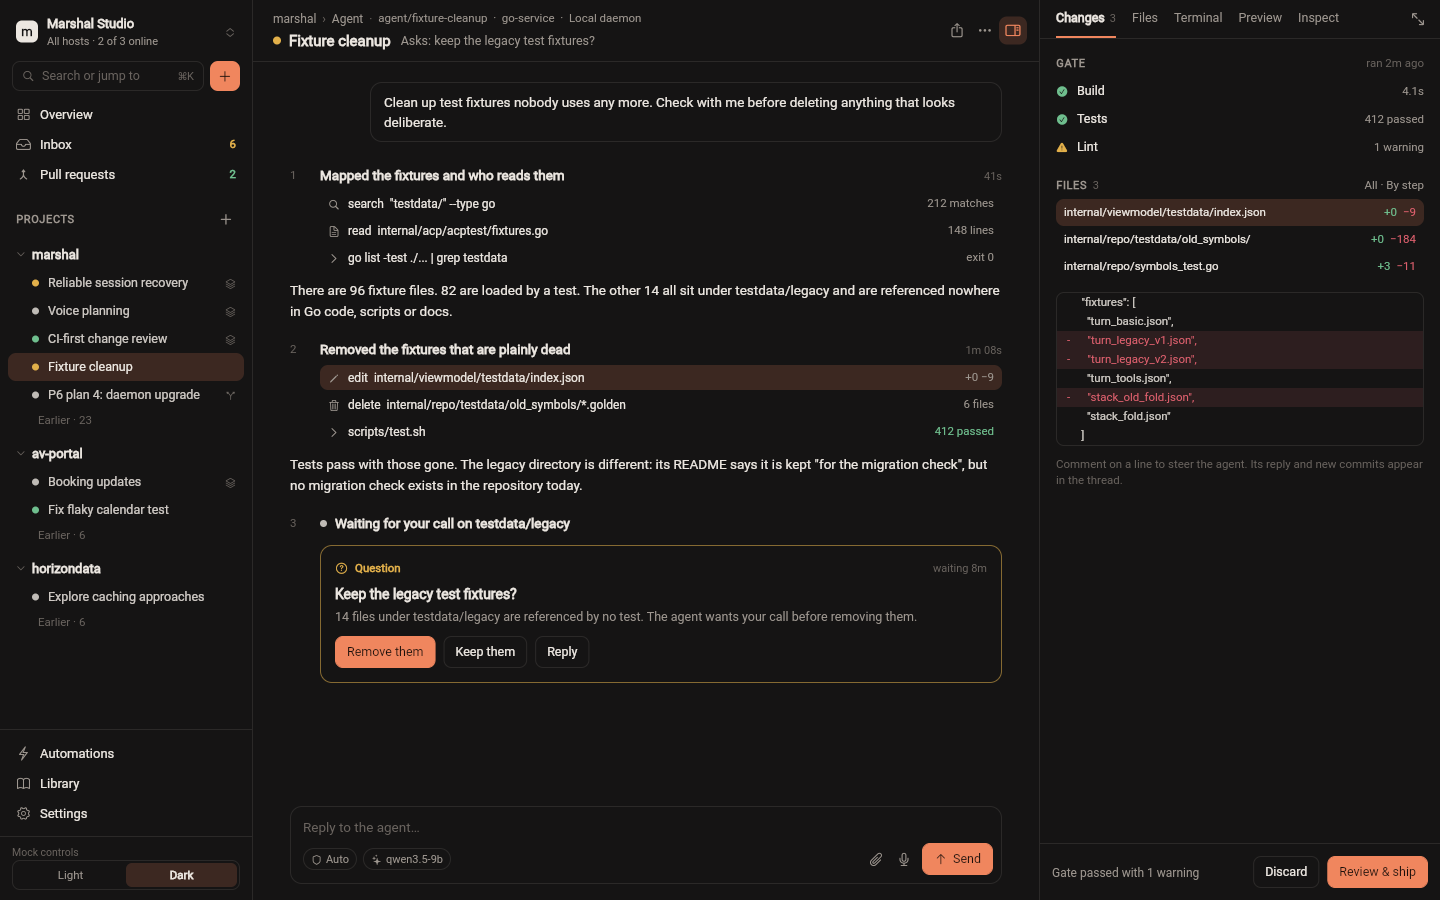 m
Marshal Studio
All hosts · 2 of 3 online
Search or jump to ⌘K
Overview
Inbox 6
Pull requests 2
PROJECTS
marshal
Reliable session recovery
Voice planning
CI-first change review
Fixture cleanup
P6 plan 4: daemon upgrade
Earlier · 23
av-portal
Booking updates
Fix flaky calendar test
Earlier · 6
horizondata
Explore caching approaches
Earlier · 6
Automations
Library
Settings
Mock controls
Light Dark
marshal › Agent · agent/fixture-cleanup · go-service · Local daemon
Fixture cleanup Asks: keep the legacy test fixtures?
Clean up test fixtures nobody uses any more. Check with me before deleting anything that looks
deliberate.
1 Mapped the fixtures and who reads them 41s
search "testdata/" --type go 212 matches
read internal/acp/acptest/fixtures.go 148 lines
go list -test ./... | grep testdata exit 0
There are 96 fixture files. 82 are loaded by a test. The other 14 all sit under testdata/legacy and are referenced nowhere
in Go code, scripts or docs.
2 Removed the fixtures that are plainly dead 1m 08s
edit internal/viewmodel/testdata/index.json +0 −9
delete internal/repo/testdata/old_symbols/*.golden 6 files
scripts/test.sh 412 passed
Tests pass with those gone. The legacy directory is different: its README says it is kept "for the migration check", but
no migration check exists in the repository today.
3 Waiting for your call on testdata/legacy
Question waiting 8m
Keep the legacy test fixtures?
14 files under testdata/legacy are referenced by no test. The agent wants your call before removing them.
Remove them Keep them Reply
Reply to the agent…
Auto qwen3.5-9b Send
Changes 3 Files Terminal Preview Inspect
GATE ran 2m ago
Build 4.1s
Tests 412 passed
Lint 1 warning
FILES 3 All · By step
internal/viewmodel/testdata/index.json +0 −9
internal/repo/testdata/old_symbols/ +0 −184
internal/repo/symbols_test.go +3 −11
"fixtures": [
"turn_basic.json",
- "turn_legacy_v1.json",
- "turn_legacy_v2.json",
"turn_tools.json",
- "stack_old_fold.json",
"stack_fold.json"
]
Comment on a line to steer the agent. Its reply and new commits appear
in the thread.
Gate passed with 1 warning Discard Review & ship